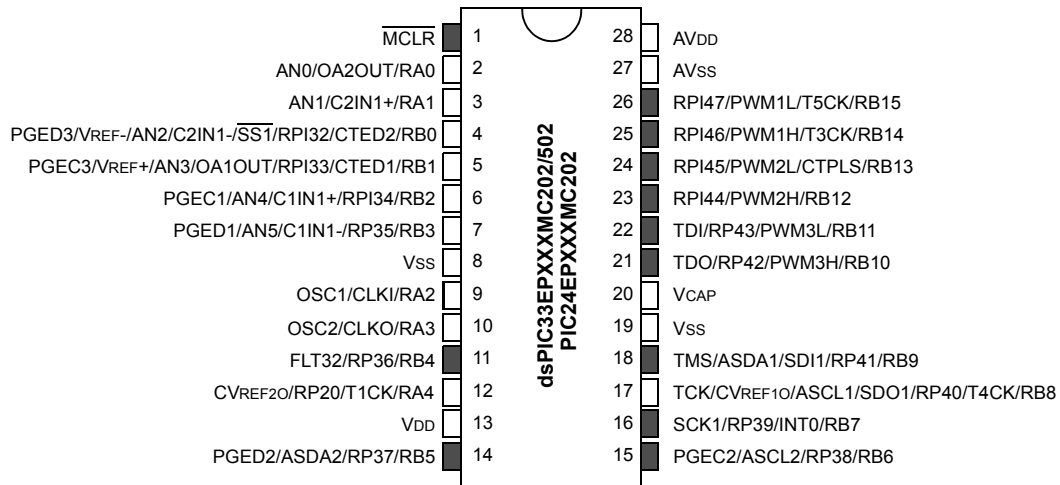 MCLR 1 28 AVDD
AN0/OA2OUT/RA0 2 27 AVSS
AN1/C2IN1+/RA1 3 26 RPI47/PWM1L/T5CK/RB15
PGED3/VREF-/AN2/C2IN1-/SS1/RPI32/CTED2/RB0 4 25 RPI46/PWM1H/T3CK/RB14
PGEC3/VREF+/AN3/OA1OUT/RPI33/CTED1/RB1 5 24 RPI45/PWM2L/CTPLS/RB13
PGEC1/AN4/C1IN1+/RPI34/RB2 6 23 RPI44/PWM2H/RB12
PGED1/AN5/C1IN1-/RP35/RB3 7 22 TDI/RP43/PWM3L/RB11
VSS 8 21 TDO/RP42/PWM3H/RB10
OSC1/CLKI/RA2 9 20 VCAP
OSC2/CLKO/RA3 10 19 VSS
FLT32/RP36/RB4 11 18 TMS/ASDA1/SDI1/RP41/RB9
CVREF2O/RP20/T1CK/RA4 12 17 TCK/CVREF1O/ASCL1/SDO1/RP40/T4CK/RB8
VDD 13 16 SCK1/RP39/INT0/RB7
PGED2/ASDA2/RP37/RB5 14 15 PGEC2/ASCL2/RP38/RB6
dsPIC33EPXXXMC202/502
PIC24EPXXXMC202